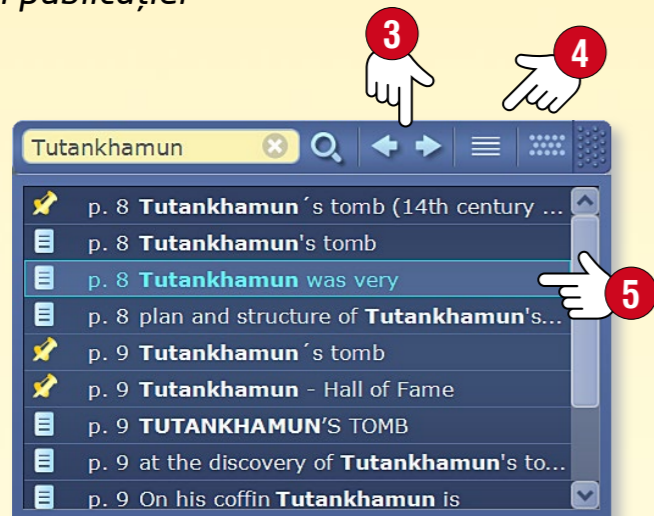 publicației
3
4
Tutankhamun
p. 8 Tutankhamun´s tomb (14th century ...
p. 8 Tutankhamun's tomb
p. 8 Tutankhamun was very
5
p. 8 plan and structure of Tutankhamun's...
p. 9 Tutankhamun´s tomb
p. 9 Tutankhamun - Hall of Fame
p. 9 TUTANKHAMUN’S TOMB
p. 9 at the discovery of Tutankhamun's to...
p. 9 On his coffin Tutankhamun is